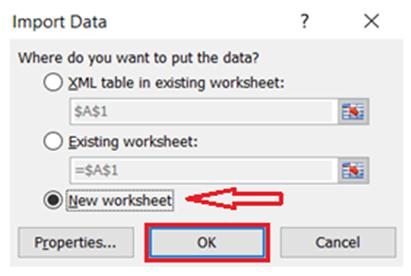 Import Data ? ×
Where do you want to put the data?
XML table in existing worksheet:
$A$1
Existing worksheet:
=$A$1
New worksheet
Properties... OK Cancel